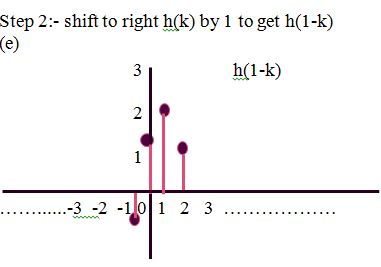 Step 2:- shift to right h(k) by 1 to get h(1-k)
(e)
3 h(1-k)
2
1
............-3 -2 -1 0 1 2 3 ..................